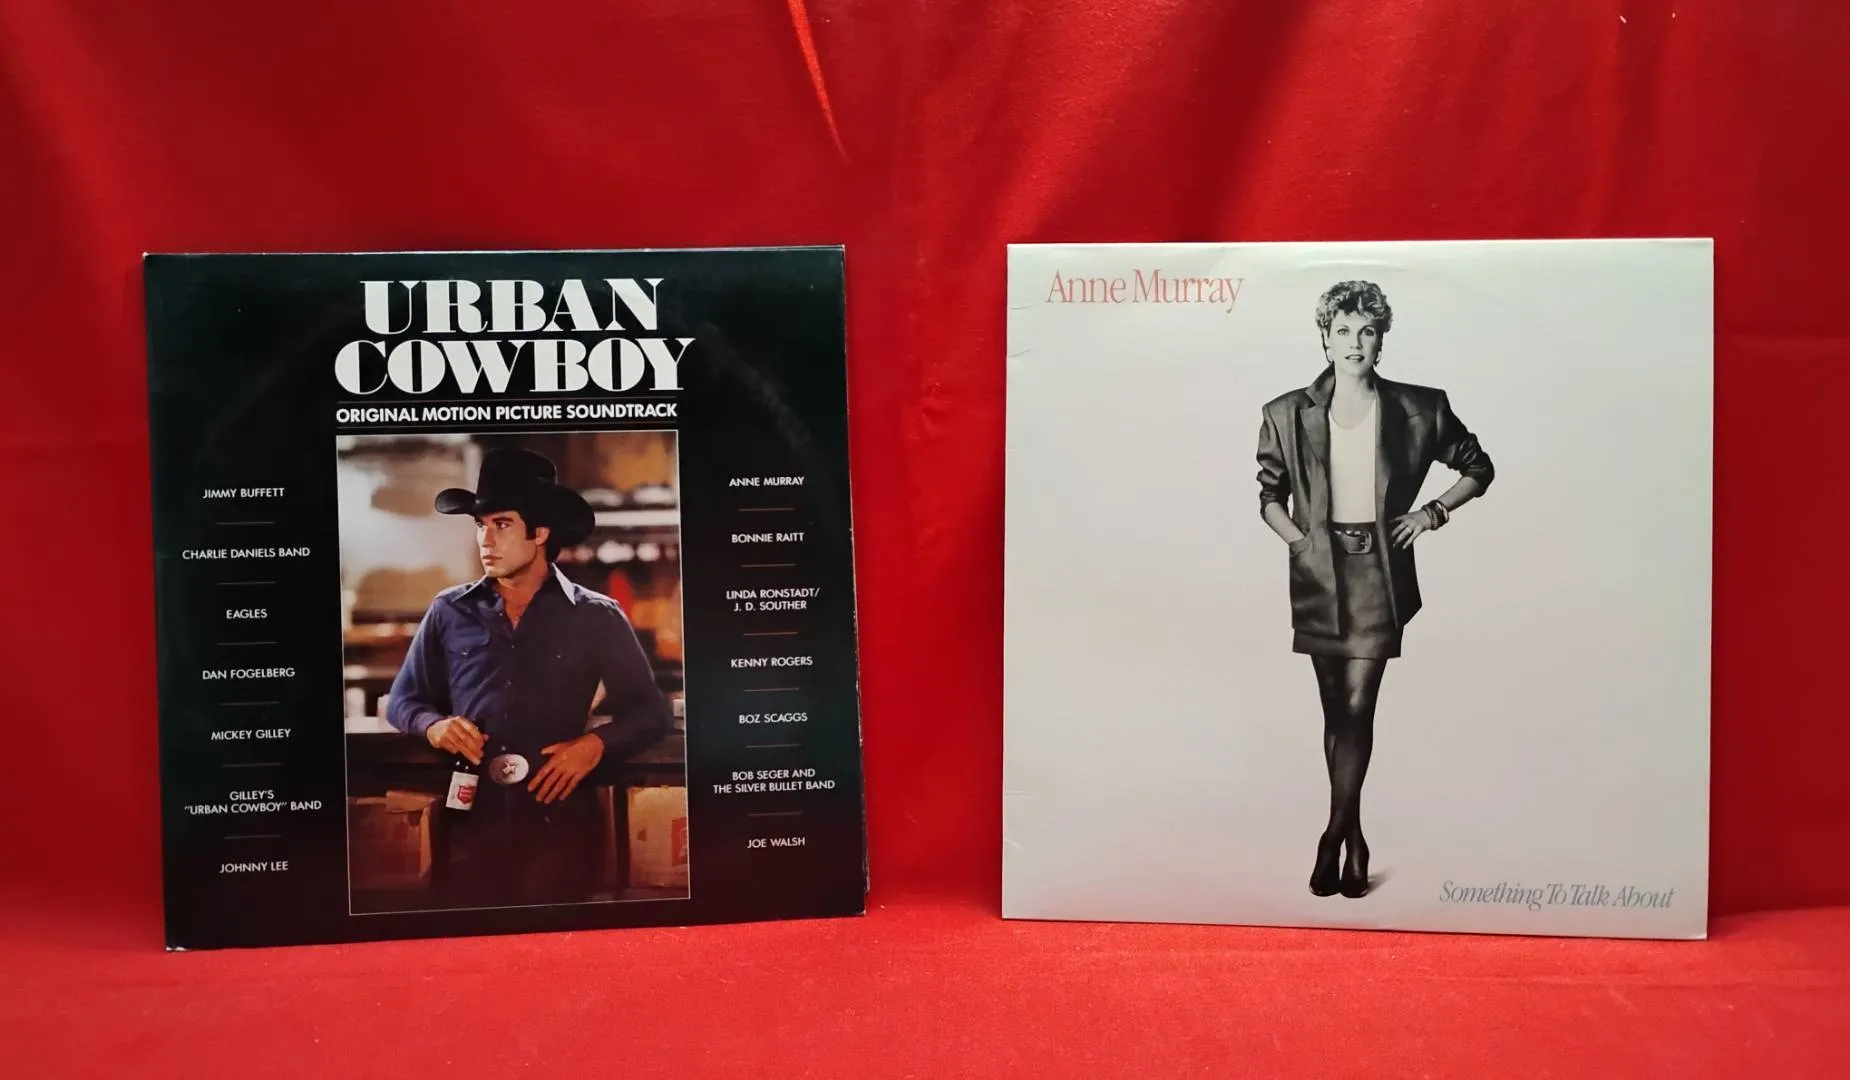 URBAN
COWBOY
ORIGINAL MOTION PICTURE SOUNDTRACK
JIMMY BUFFETT
CHARLIE DANIELS BAND
EAGLES
DAN FOGELBERG
MICKEY GILLEY
GILLEY'S
"URBAN COWBOY" BAND
JOHNNY LEE
ANNE MURRAY
BONNIE RAITT
LINDA RONSTADT/
J. D. SOUTHER
KENNY ROGERS
BOZ SCAGGS
BOB SEGER AND
THE SILVER BULLET BAND
JOE WALSH
Anne Murray
Something To Talk About